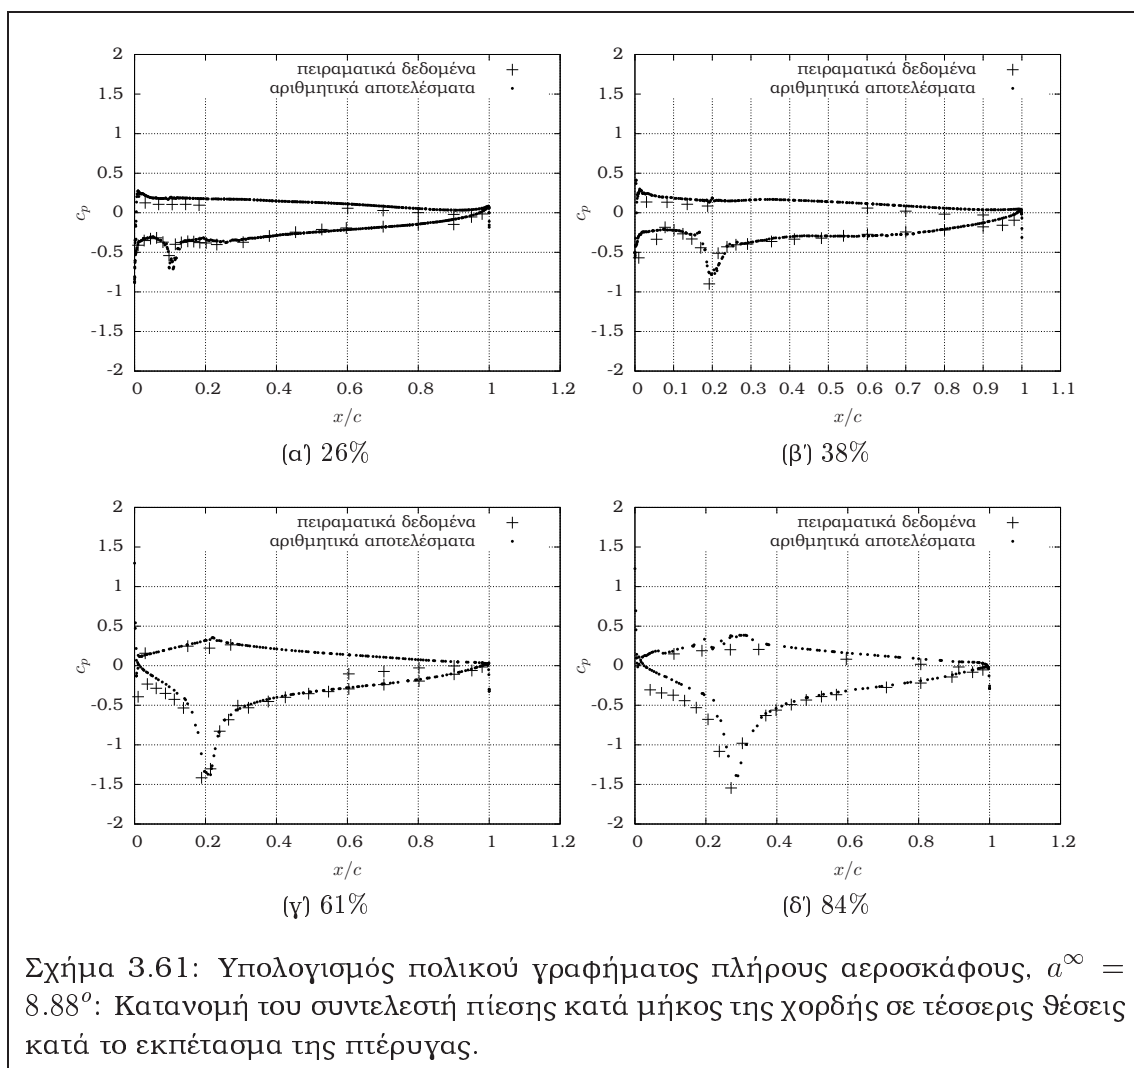 2
1.5
1
0.5
0
-0.5
-1
-1.5
-2
c_p
πειραματικά δεδομένα
αριθμητικά αποτελέσματα
0 0.2 0.4 0.6 0.8 1 1.2
x/c
(α') 26%
2
1.5
1
0.5
0
-0.5
-1
-1.5
-2
c_p
πειραματικά δεδομένα
αριθμητικά αποτελέσματα
0 0.1 0.2 0.3 0.4 0.5 0.6 0.7 0.8 0.9 1 1.1
x/c
(β') 38%
2
1.5
1
0.5
0
-0.5
-1
-1.5
-2
c_p
πειραματικά δεδομένα
αριθμητικά αποτελέσματα
0 0.2 0.4 0.6 0.8 1 1.2
x/c
(γ') 61%
2
1.5
1
0.5
0
-0.5
-1
-1.5
-2
c_p
πειραματικά δεδομένα
αριθμητικά αποτελέσματα
0 0.2 0.4 0.6 0.8 1 1.2
x/c
(δ') 84%
Σχήμα 3.61: Υπολογισμός πολικού γραφήματος πλήρους αεροσκάφους, a^∞ =
8.88^o: Κατανομή του συντελεστή πίεσης κατά μήκος της χορδής σε τέσσερις θέσεις
κατά το εκπέτασμα της πτέρυγας.